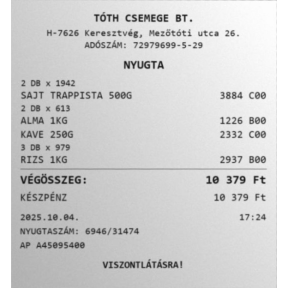 TÓTH CSEMEGE BT.
H-7626 Keresztvég, Mezőtóti utca 26.
ADÓSZÁM: 72979699-5-29
NYUGTA
2 DB x 1942
SAJT TRAPPISTA 500G 3884 C00
2 DB x 613
ALMA 1KG 1226 B00
KAVE 250G 2332 C00
3 DB x 979
RIZS 1KG 2937 B00
VÉGÖSSZEG: 10 379 Ft
KÉSZPÉNZ 10 379 Ft
2025.10.04. 17:24
NYUGTASZÁM: 6946/31474
AP A45095400
VISZONTLÁTÁSRA!